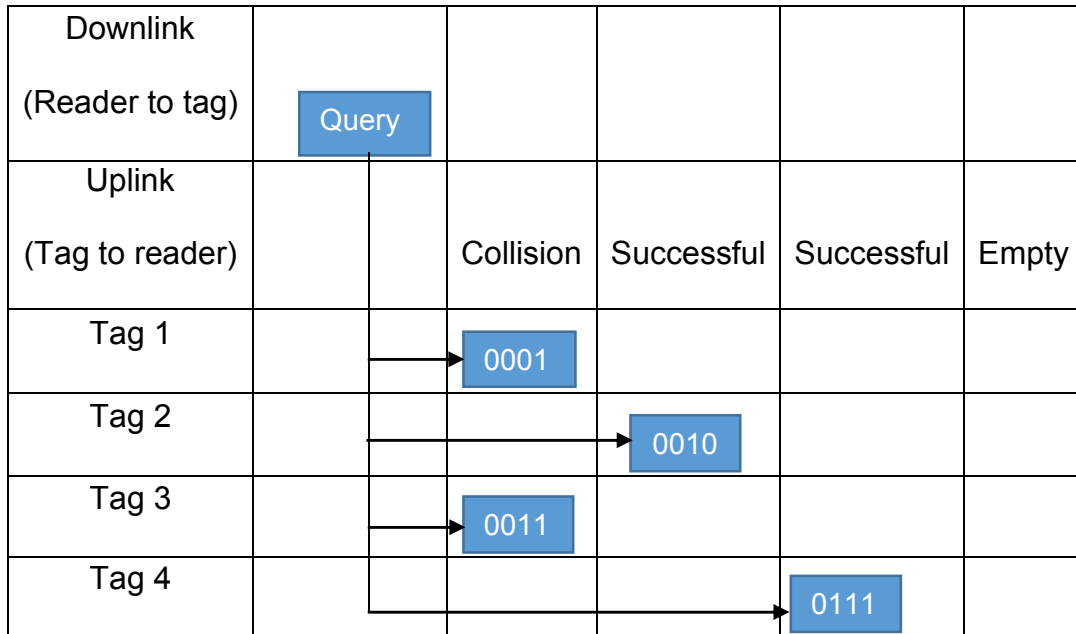 Downlink
(Reader to tag)
Query
Uplink
(Tag to reader)
Collision
Successful
Successful
Empty
Tag 1
0001
Tag 2
0010
Tag 3
0011
Tag 4
0111